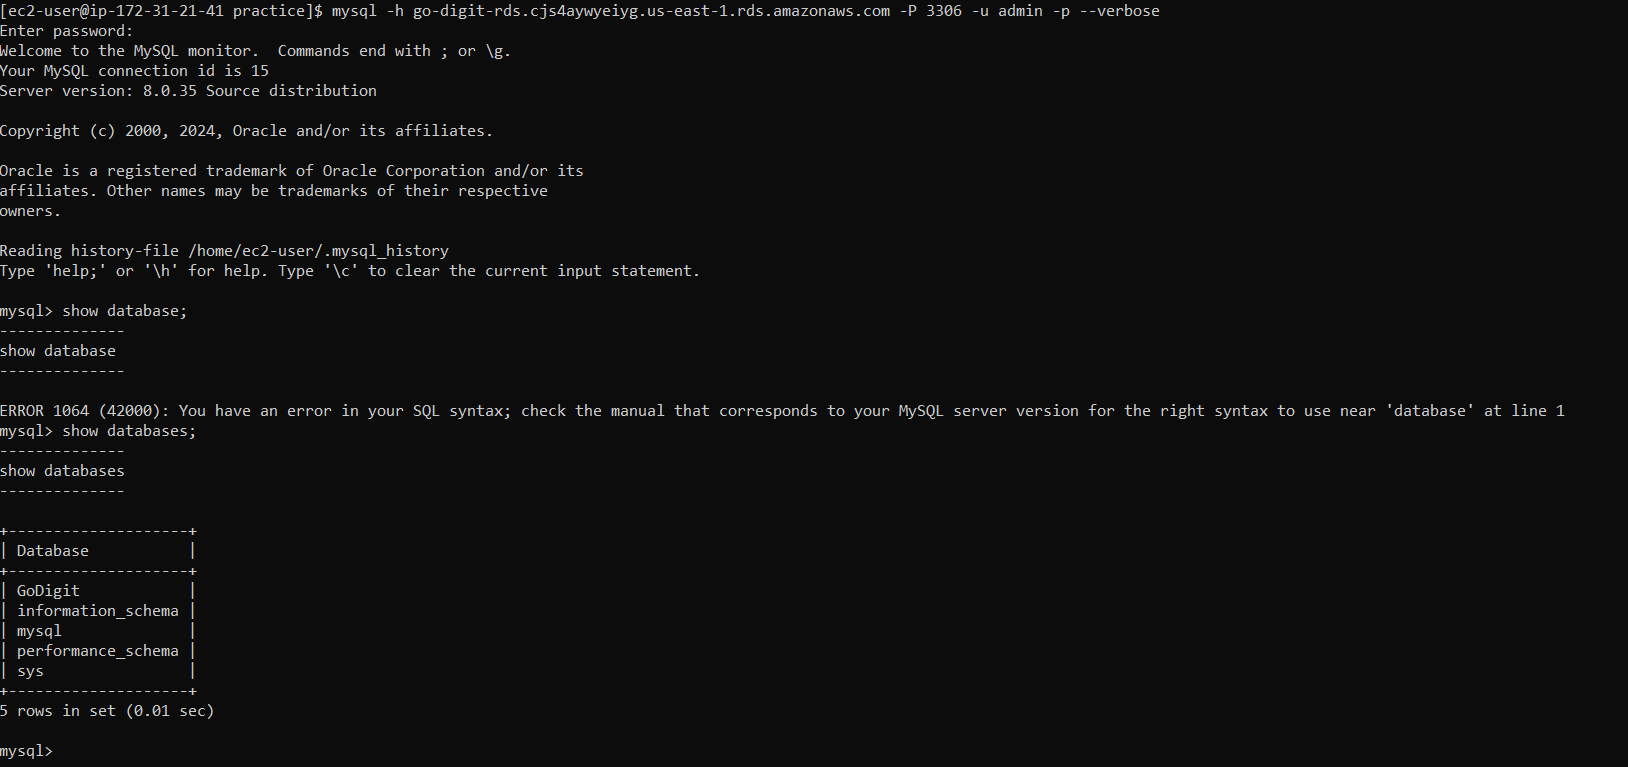 [ec2-user@ip-172-31-21-41 practice]$ mysql -h go-digit-rds.cjs4aywyeiyg.us-east-1.rds.amazonaws.com -P 3306 -u admin -p --verbose
Enter password:
Welcome to the MySQL monitor.  Commands end with ; or \g.
Your MySQL connection id is 15
Server version: 8.0.35 Source distribution

Copyright (c) 2000, 2024, Oracle and/or its affiliates.

Oracle is a registered trademark of Oracle Corporation and/or its
affiliates. Other names may be trademarks of their respective
owners.

Reading history-file /home/ec2-user/.mysql_history
Type 'help;' or '\h' for help. Type '\c' to clear the current input statement.

mysql> show database;
--------------
show database
--------------

ERROR 1064 (42000): You have an error in your SQL syntax; check the manual that corresponds to your MySQL server version for the right syntax to use near 'database' at line 1
mysql> show databases;
--------------
show databases
--------------

+--------------------+
| Database           |
+--------------------+
| GoDigit            |
| information_schema |
| mysql              |
| performance_schema |
| sys                |
+--------------------+
5 rows in set (0.01 sec)

mysql>